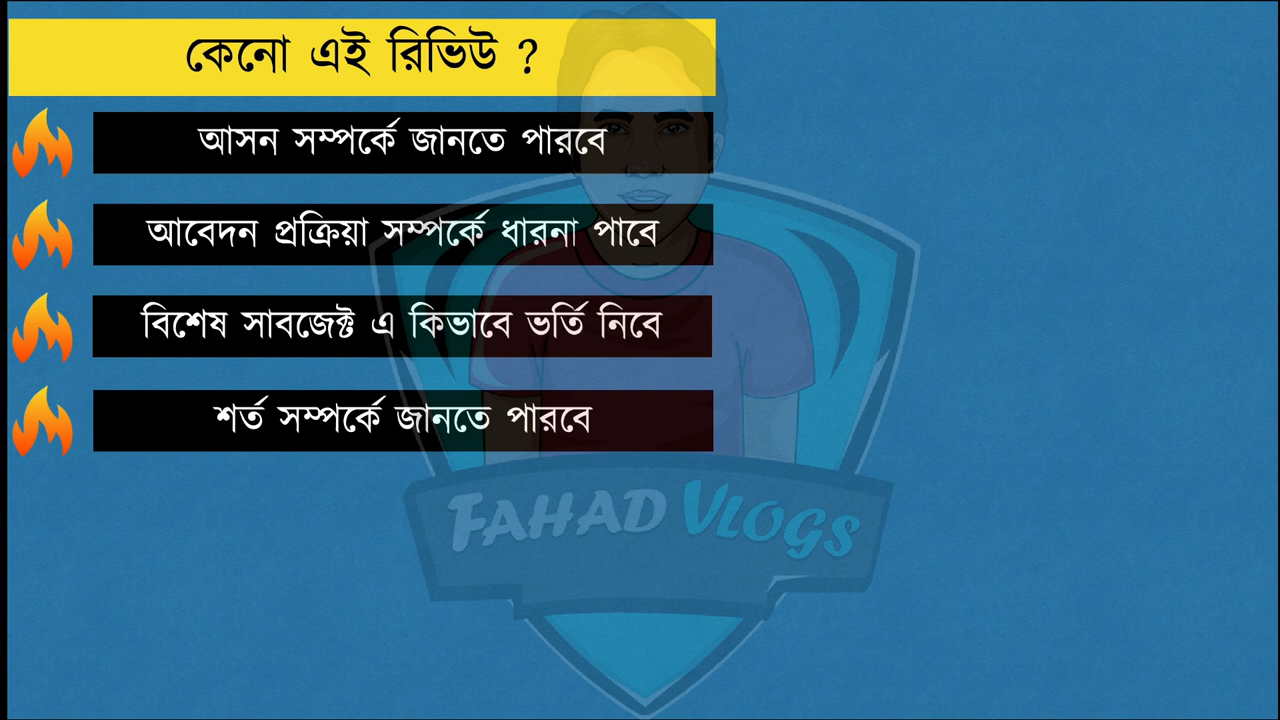 কেনো এই রিভিউ ?
আসন সম্পর্কে জানতে পারবে
আবেদন প্রক্রিয়া সম্পর্কে ধারনা পাবে
বিশেষ সাবজেক্ট এ কিভাবে ভর্তি নিবে
শর্ত সম্পর্কে জানতে পারবে
FAHAD VLOGS